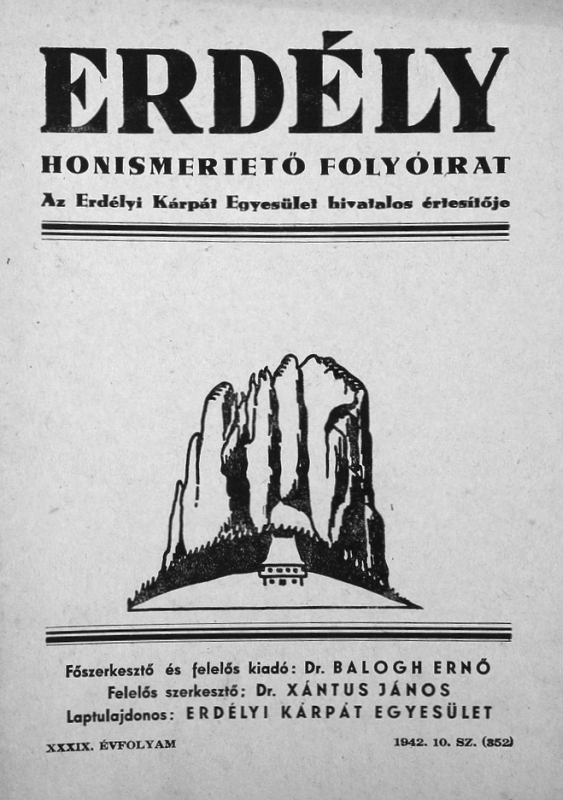 ERDÉLY
HONISMERTETŐ FOLYÓIRAT
Az Erdélyi Kárpát Egyesület hivatalos értesítője
Főszerkesztő és felelős kiadó: Dr. BALOGH ERNŐ
Felelős szerkesztő: Dr. XÁNTUS JÁNOS
Laptulajdonos: ERDÉLYI KÁRPÁT EGYESÜLET
XXXIX. ÉVFOLYAM
1942. 10. SZ. (352)